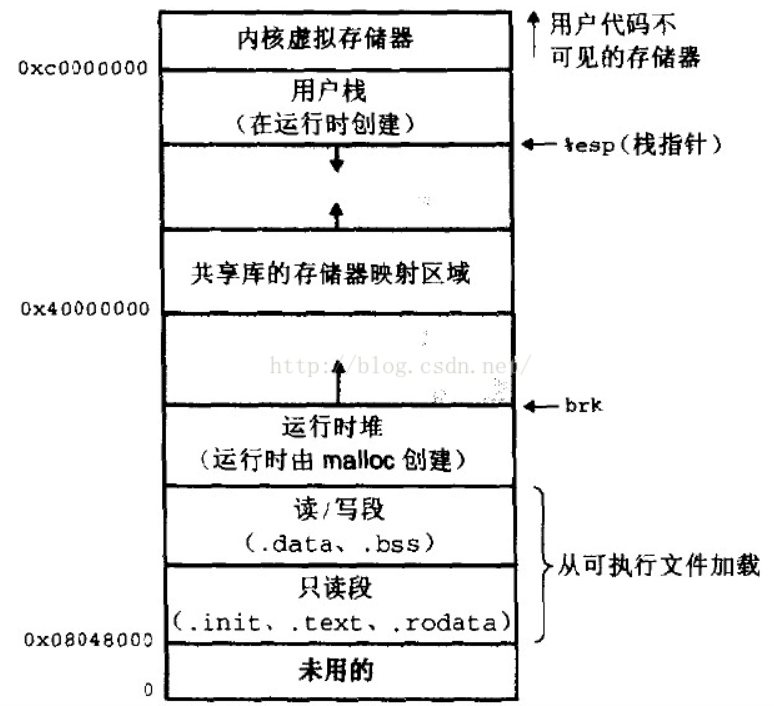 内核虚拟存储器
用户代码不
可见的存储器
0xc0000000
用户栈
（在运行时创建）
%esp（栈指针）
共享库的存储器映射区域
0x40000000
http://blog.csdn.net/
brk
运行时堆
（运行时由 malloc 创建）
读/写段
（.data、.bss）
从可执行文件加载
只读段
（.init、.text、.rodata）
0x08048000
未用的
0